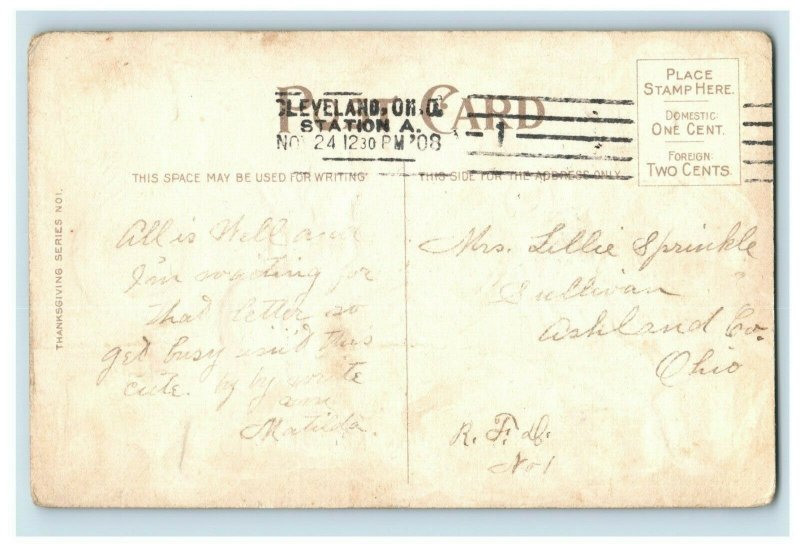 POST CARD
CLEVELAND, OH.O.
STATION A.
NOV 24 1230 PM '08
1
PLACE
STAMP HERE.
DOMESTIC
ONE CENT.
FOREIGN
TWO CENTS.
THIS SPACE MAY BE USED FOR WRITING
THIS SIDE FOR THE ADDRESS ONLY.
THANKSGIVING SERIES NO1.
All is Well and
I'm waiting for
that letter so
get busy isn't this
cute. by by write
Matilda.
Mrs. Lillie Sprinkle
Sullivan
Ashland Co.
Ohio
R. F. D.
No 1